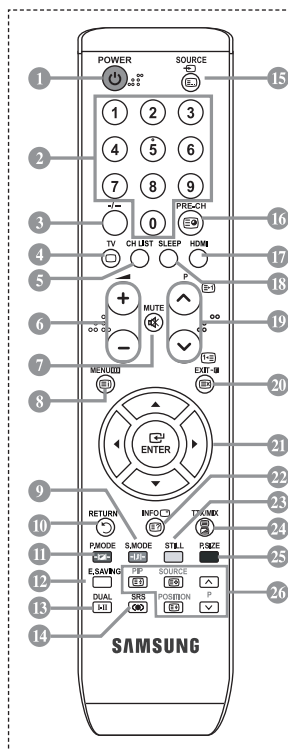 POWER SOURCE
1 15
1 2 3
2
4 5 6
7 8 9
-/-- PRE-CH
3 0 16
TV CH LIST SLEEP HDMI
4 17
5 18
P
6 + 19
MUTE
7
−
MENU EXIT
8 20
ENTER 21
9 22
23
RETURN INFO TTX/MIX
10 24
P.MODE S.MODE STILL P.SIZE
11 25
E.SAVING PIP SOURCE
12 26
DUAL SRS POSITION P
13 I-II
14
SAMSUNG